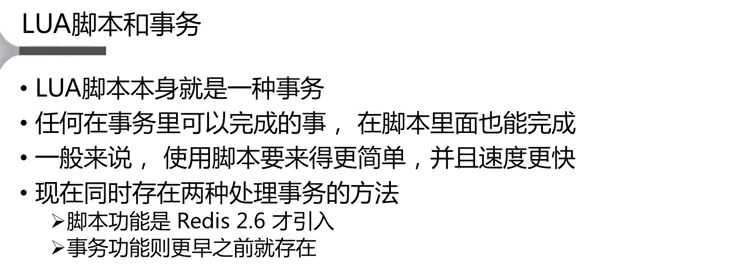 LUA脚本和事务
• LUA脚本本身就是一种事务
• 任何在事务里可以完成的事，在脚本里面也能完成
• 一般来说，使用脚本要来得更简单，并且速度更快
• 现在同时存在两种处理事务的方法
➢脚本功能是 Redis 2.6 才引入
➢事务功能则更早之前就存在